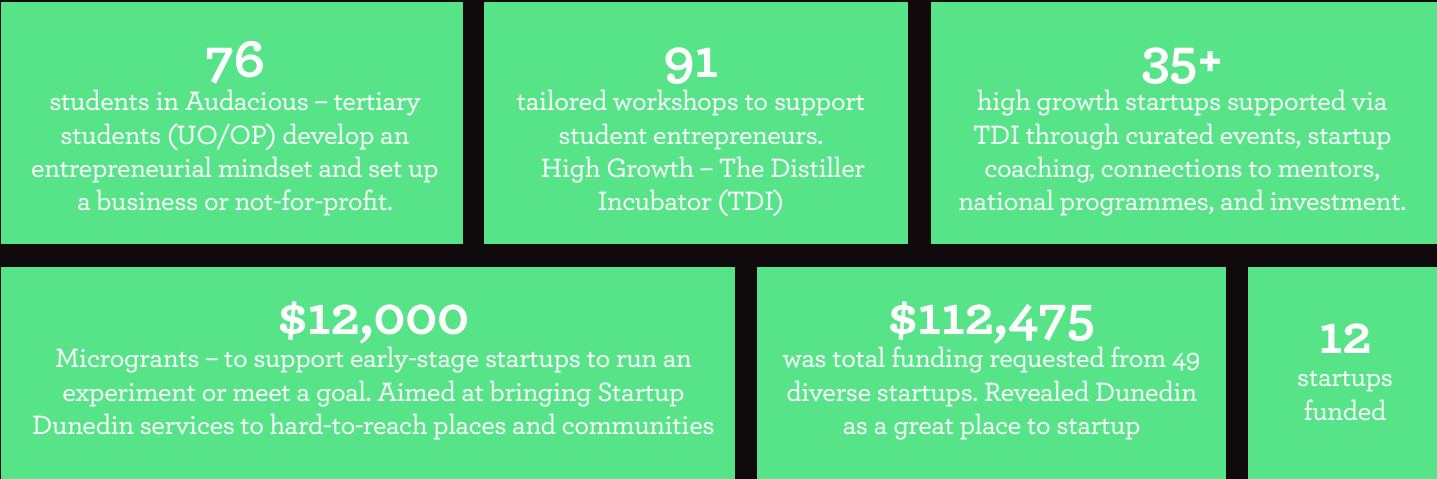 76
students in Audacious – tertiary
students (UO/OP) develop an
entrepreneurial mindset and set up
a business or not-for-profit.
91
tailored workshops to support
student entrepreneurs.
High Growth – The Distiller
Incubator (TDI)
35+
high growth startups supported via
TDI through curated events, startup
coaching, connections to mentors,
national programmes, and investment.
$12,000
Microgrants – to support early-stage startups to run an
experiment or meet a goal. Aimed at bringing Startup
Dunedin services to hard-to-reach places and communities
$112,475
was total funding requested from 49
diverse startups. Revealed Dunedin
as a great place to startup
12
startups
funded